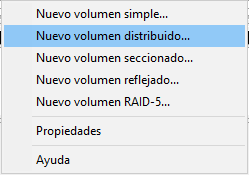 Nuevo volumen simple...
Nuevo volumen distribuido...
Nuevo volumen seccionado...
Nuevo volumen reflejado...
Nuevo volumen RAID-5...
Propiedades
Ayuda